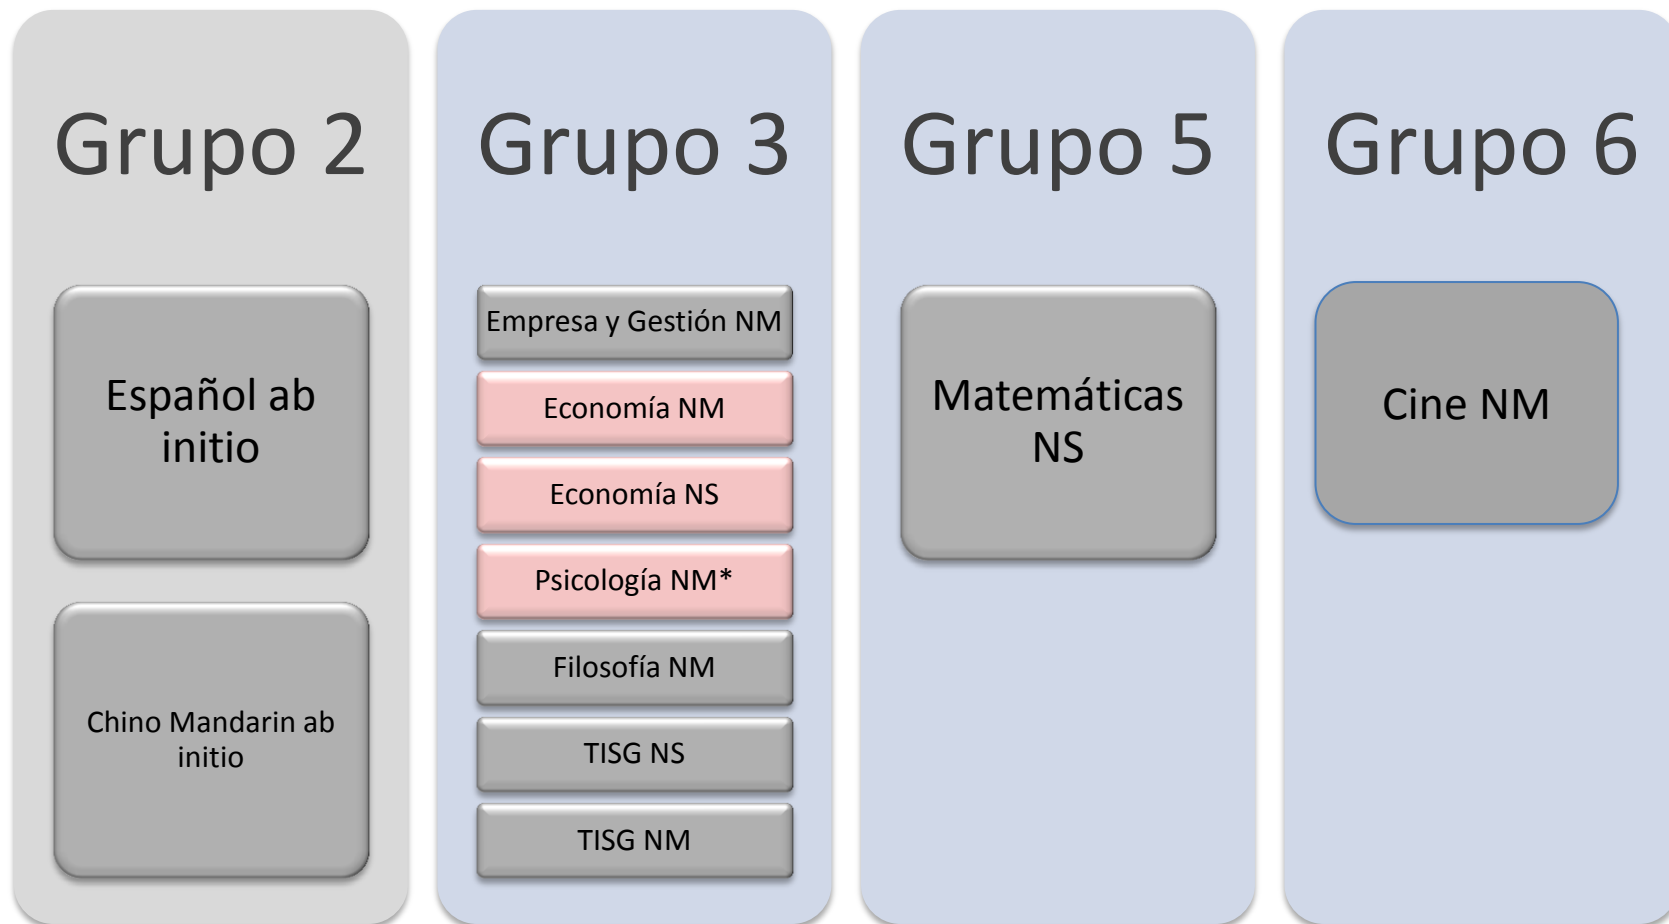 Grupo 2
Español ab
initio
Chino Mandarin ab
initio
Grupo 3
Empresa y Gestión NM
Economía NM
Economía NS
Psicología NM*
Filosofía NM
TISG NS
TISG NM
Grupo 5
Matemáticas
NS
Grupo 6
Cine NM